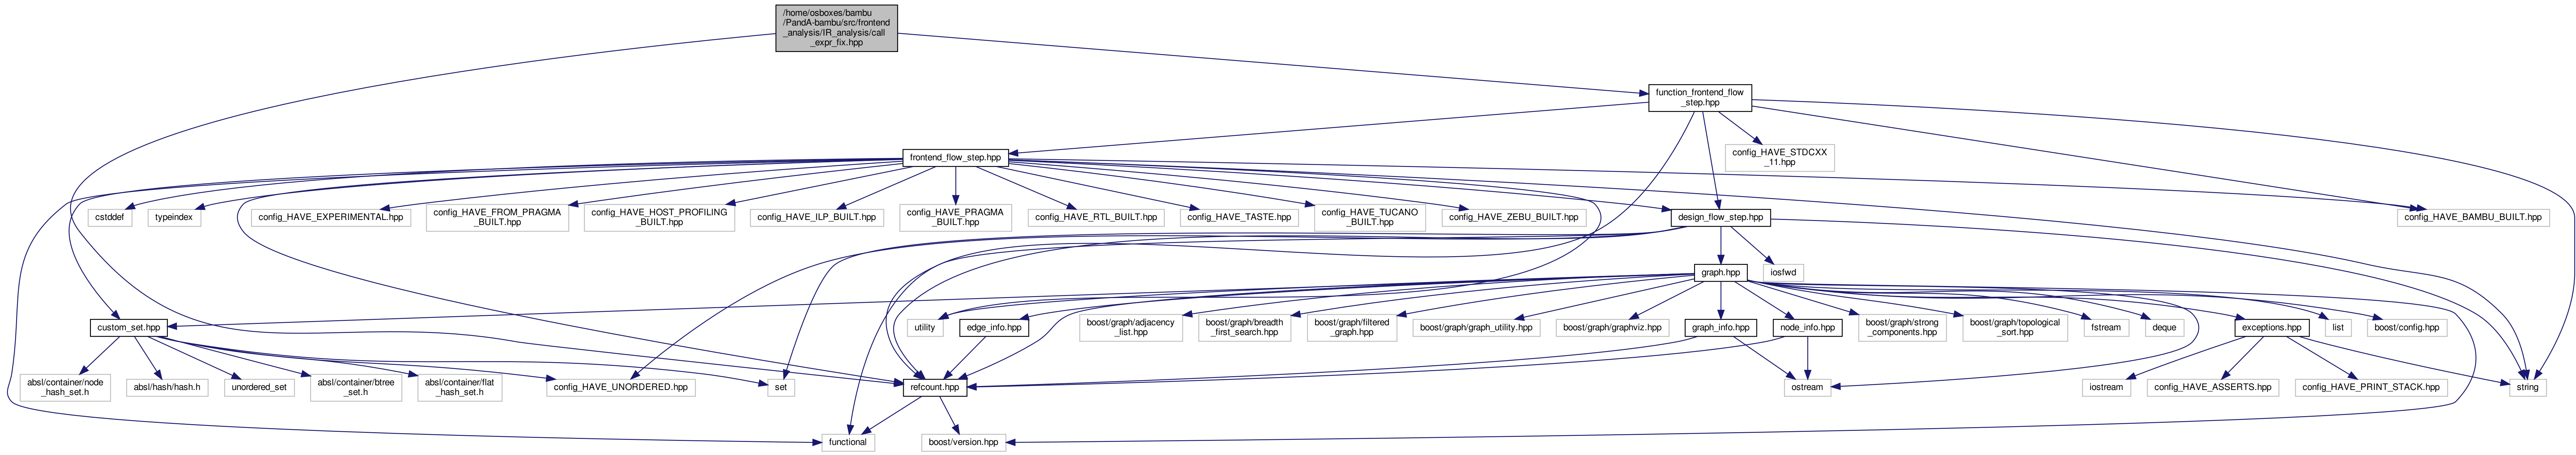 /home/osboxes/bambu
/PandA-bambu/src/frontend
_analysis/IR_analysis/call
_expr_fix.hpp
function_frontend_flow
_step.hpp
frontend_flow_step.hpp
config_HAVE_STDCXX
_11.hpp
cstddef
typeindex
config_HAVE_EXPERIMENTAL.hpp
config_HAVE_FROM_PRAGMA
_BUILT.hpp
config_HAVE_HOST_PROFILING
_BUILT.hpp
config_HAVE_ILP_BUILT.hpp
config_HAVE_PRAGMA
_BUILT.hpp
config_HAVE_RTL_BUILT.hpp
config_HAVE_TASTE.hpp
config_HAVE_TUCANO
_BUILT.hpp
config_HAVE_ZEBU_BUILT.hpp
design_flow_step.hpp
config_HAVE_BAMBU_BUILT.hpp
graph.hpp
iosfwd
custom_set.hpp
utility
edge_info.hpp
boost/graph/adjacency
_list.hpp
boost/graph/breadth
_first_search.hpp
boost/graph/filtered
_graph.hpp
boost/graph/graph_utility.hpp
boost/graph/graphviz.hpp
graph_info.hpp
node_info.hpp
boost/graph/strong
_components.hpp
boost/graph/topological
_sort.hpp
fstream
deque
exceptions.hpp
list
boost/config.hpp
absl/container/node
_hash_set.h
absl/hash/hash.h
unordered_set
absl/container/btree
_set.h
absl/container/flat
_hash_set.h
config_HAVE_UNORDERED.hpp
set
refcount.hpp
ostream
iostream
config_HAVE_ASSERTS.hpp
config_HAVE_PRINT_STACK.hpp
string
functional
boost/version.hpp